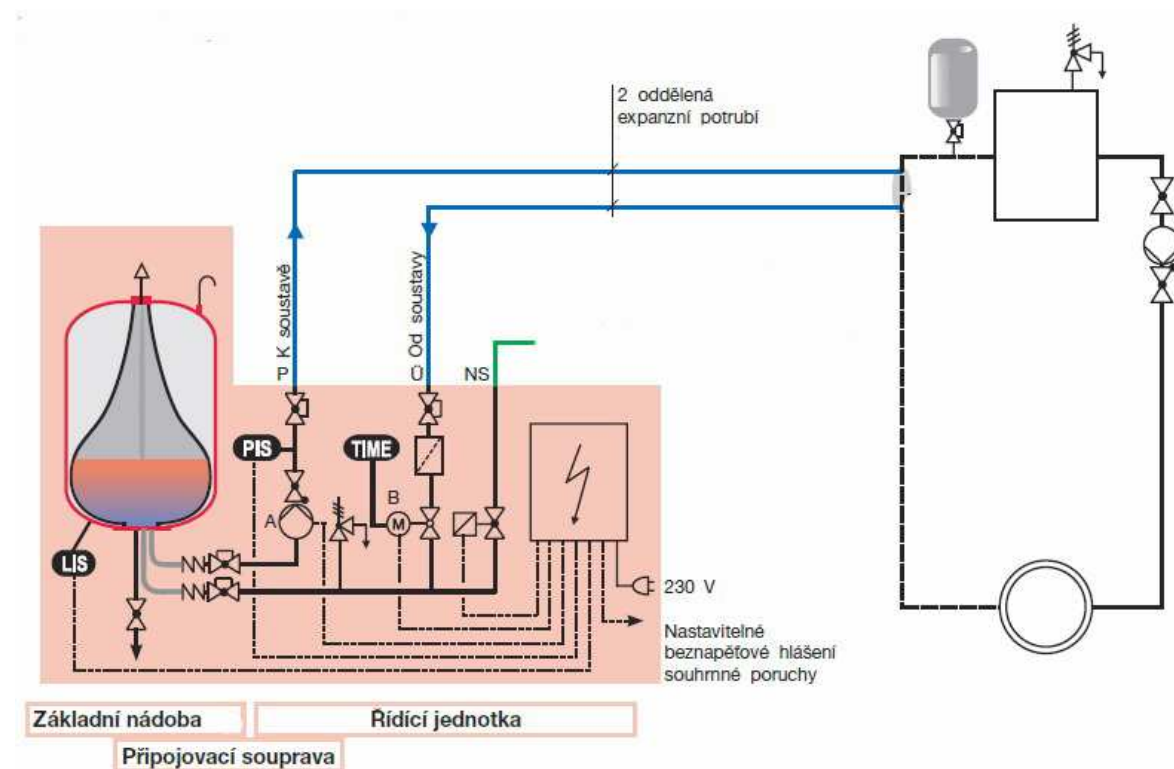 2 oddělená
expanzní potrubí
P K soustavě
Ü Od soustavy
NS
PIS
TIME
B
M
A
LIS
230 V
Nastavitelné
beznapěťové hlášení
souhrnné poruchy
Základní nádoba
Řídící jednotka
Připojovací souprava